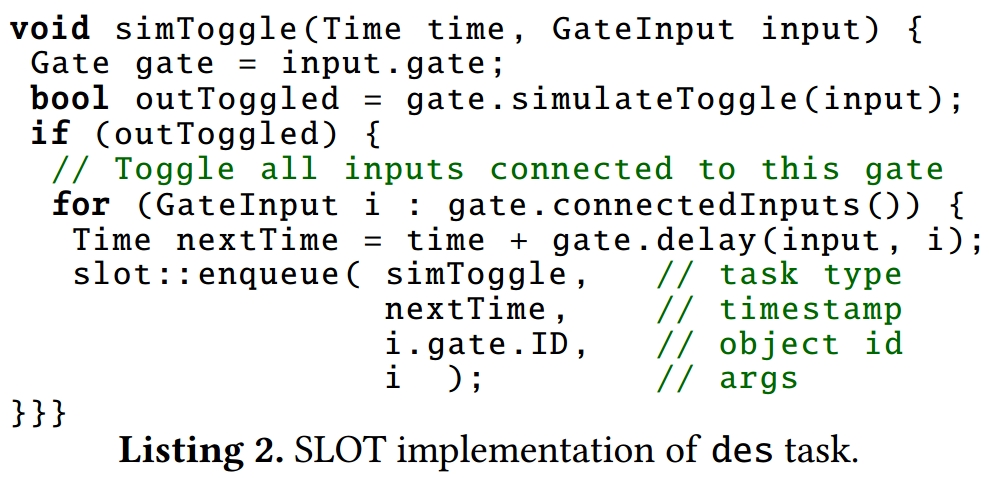 void simToggle(Time time, GateInput input) {
 Gate gate = input.gate;
 bool outToggled = gate.simulateToggle(input);
 if (outToggled) {
  // Toggle all inputs connected to this gate
  for (GateInput i : gate.connectedInputs()) {
   Time nextTime = time + gate.delay(input, i);
   slot::enqueue( simToggle,   // task type
                  nextTime,    // timestamp
                  i.gate.ID,   // object id
                  i  );        // args
}}}
Listing 2. SLOT implementation of des task.